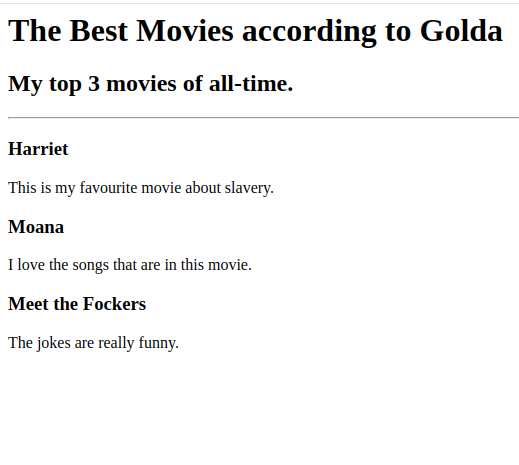 The Best Movies according to Golda
My top 3 movies of all-time.
Harriet
This is my favourite movie about slavery.
Moana
I love the songs that are in this movie.
Meet the Fockers
The jokes are really funny.